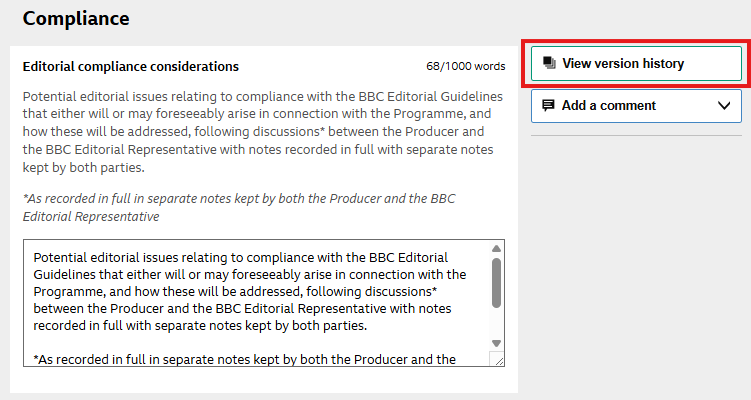 Compliance
Editorial compliance considerations
68/1000 words
Potential editorial issues relating to compliance with the BBC Editorial Guidelines
that either will or may foreseeably arise in connection with the Programme, and
how these will be addressed, following discussions* between the Producer and
the BBC Editorial Representative with notes recorded in full with separate notes
kept by both parties.
*As recorded in full in separate notes kept by both the Producer and the BBC
Editorial Representative
Potential editorial issues relating to compliance with the BBC Editorial
Guidelines that either will or may foreseeably arise in connection with the
Programme, and how these will be addressed, following discussions*
between the Producer and the BBC Editorial Representative with notes
recorded in full with separate notes kept by both parties.
*As recorded in full in separate notes kept by both the Producer and the
View version history
Add a comment